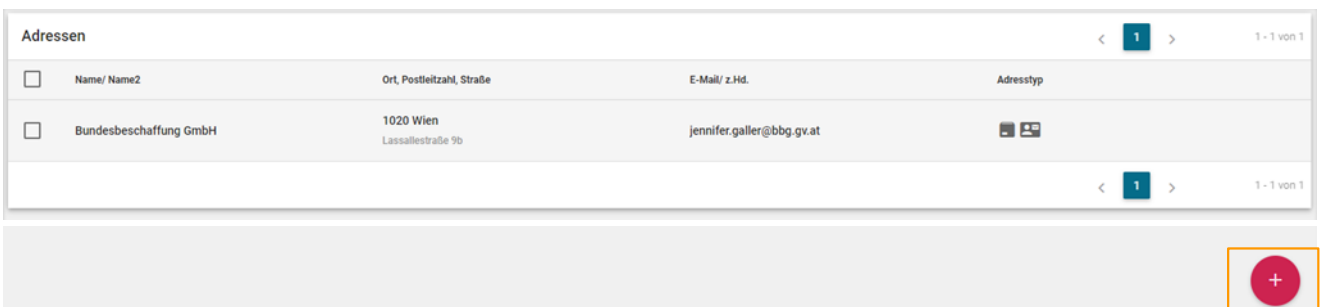 Adressen
< 1 > 1 - 1 von 1
Name/ Name2 Ort, Postleitzahl, Straße E-Mail/ z.Hd. Adresstyp
Bundesbeschaffung GmbH 1020 Wien jennifer.galler@bbg.gv.at
Lassallestraße 9b
< 1 > 1 - 1 von 1
+